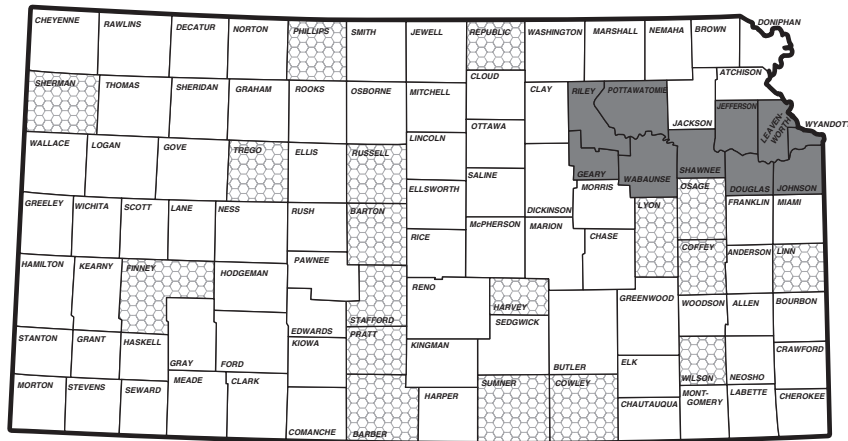 CHEYENNE
RAWLINS
DECATUR
NORTON
PHILLIPS
SMITH
JEWELL
REPUBLIC
WASHINGTON
MARSHALL
NEMAHA
BROWN
DONIPHAN
SHERMAN
THOMAS
SHERIDAN
GRAHAM
ROOKS
OSBORNE
MITCHELL
CLOUD
CLAY
RILEY
POTTAWATOMIE
JACKSON
ATCHISON
JEFFERSON
LEAVEN-
WORTH
WYANDOTT
WALLACE
LOGAN
GOVE
TREGO
ELLIS
RUSSELL
LINCOLN
OTTAWA
SALINE
ELLSWORTH
DICKINSON
GEARY
MORRIS
WABAUNSE
SHAWNEE
OSAGE
DOUGLAS
JOHNSON
GREELEY
WICHITA
SCOTT
LANE
NESS
RUSH
BARTON
RICE
McPHERSON
MARION
CHASE
LYON
COFFEY
FRANKLIN
MIAMI
ANDERSON
LINN
HAMILTON
KEARNY
FINNEY
HODGEMAN
PAWNEE
STAFFORD
RENO
HARVEY
SEDGWICK
BUTLER
GREENWOOD
WOODSON
ALLEN
BOURBON
STANTON
GRANT
HASKELL
GRAY
FORD
EDWARDS
KIOWA
PRATT
KINGMAN
ELK
WILSON
NEOSHO
CRAWFORD
MORTON
STEVENS
SEWARD
MEADE
CLARK
COMANCHE
BARBER
HARPER
SUMNER
COWLEY
CHAUTAUQUA
MONT-
GOMERY
LABETTE
CHEROKEE